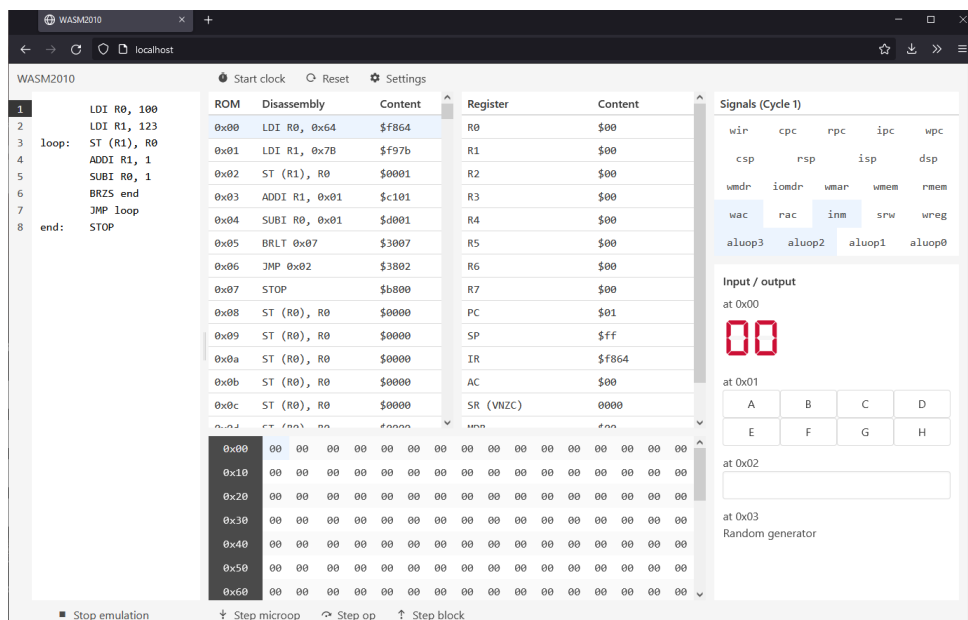 WASM2010
localhost
WASM2010
Start clock Reset Settings
1 LDI R0, 100
2 LDI R1, 123
3 loop: ST (R1), R0
4 ADDI R1, 1
5 SUBI R0, 1
6 BRZS end
7 JMP loop
8 end: STOP
ROM Disassembly Content
0x00 LDI R0, 0x64 $f864
0x01 LDI R1, 0x7B $f97b
0x02 ST (R1), R0 $0001
0x03 ADDI R1, 0x01 $c101
0x04 SUBI R0, 0x01 $d001
0x05 BRLT 0x07 $3007
0x06 JMP 0x02 $3802
0x07 STOP $b800
0x08 ST (R0), R0 $0000
0x09 ST (R0), R0 $0000
0x0a ST (R0), R0 $0000
0x0b ST (R0), R0 $0000
0x0c ST (R0), R0 $0000
0x0d ST (R0), R0 $0000
Register Content
R0 $00
R1 $00
R2 $00
R3 $00
R4 $00
R5 $00
R6 $00
R7 $00
PC $01
SP $ff
IR $f864
AC $00
SR (VNZC) 0000
MDR $00
Signals (Cycle 1)
wir cpc rpc ipc wpc
csp rsp isp dsp
wmdr iomdr wmar wmem rmem
wac rac inm srw wreg
aluop3 aluop2 aluop1 aluop0
Input / output
at 0x00
00
at 0x01
A B C D
E F G H
at 0x02
at 0x03
Random generator
0x00 00 00 00 00 00 00 00 00 00 00 00 00 00 00 00 00
0x10 00 00 00 00 00 00 00 00 00 00 00 00 00 00 00 00
0x20 00 00 00 00 00 00 00 00 00 00 00 00 00 00 00 00
0x30 00 00 00 00 00 00 00 00 00 00 00 00 00 00 00 00
0x40 00 00 00 00 00 00 00 00 00 00 00 00 00 00 00 00
0x50 00 00 00 00 00 00 00 00 00 00 00 00 00 00 00 00
0x60 00 00 00 00 00 00 00 00 00 00 00 00 00 00 00 00
Stop emulation Step microop Step op Step block